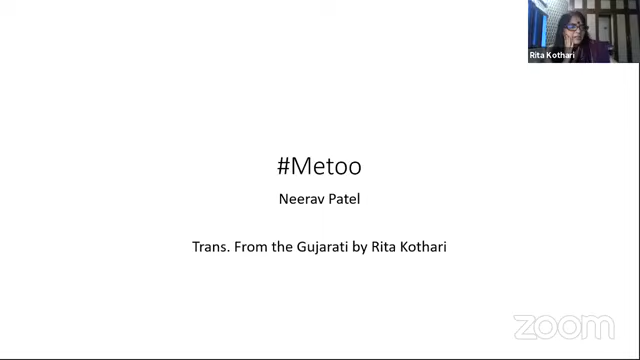 Rita Kothari
#Metoo
Neerav Patel
Trans. From the Gujarati by Rita Kothari
zoom